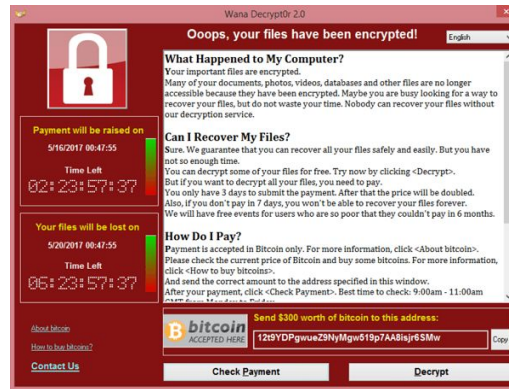 Wana Decrypt0r 2.0
Ooops, your files have been encrypted!
English
What Happened to My Computer?
Your important files are encrypted.
Many of your documents, photos, videos, databases and other files are no longer
accessible because they have been encrypted. Maybe you are busy looking for a way to
recover your files, but do not waste your time. Nobody can recover your files without
our decryption service.
Can I Recover My Files?
Sure. We guarantee that you can recover all your files safely and easily. But you have
not so enough time.
You can decrypt some of your files for free. Try now by clicking <Decrypt>.
But if you want to decrypt all your files, you need to pay.
You only have 3 days to submit the payment. After that the price will be doubled.
Also, if you don't pay in 7 days, you won't be able to recover your files forever.
We will have free events for users who are so poor that they couldn't pay in 6 months.
How Do I Pay?
Payment is accepted in Bitcoin only. For more information, click <About bitcoin>.
Please check the current price of Bitcoin and buy some bitcoins. For more information,
click <How to buy bitcoins>.
And send the correct amount to the address specified in this window.
After your payment, click <Check Payment>. Best time to check: 9:00am - 11:00am
GMT from Monday to Friday
Payment will be raised on
5/16/2017 00:47:55
Time Left
02:23:57:37
Your files will be lost on
5/20/2017 00:47:55
Time Left
06:23:57:37
About bitcoin
How to buy bitcoins?
Contact Us
bitcoin
ACCEPTED HERE
Send $300 worth of bitcoin to this address:
12t9YDPgwueZ9NyMgw519p7AA8isjr6SMw
Copy
Check Payment
Decrypt